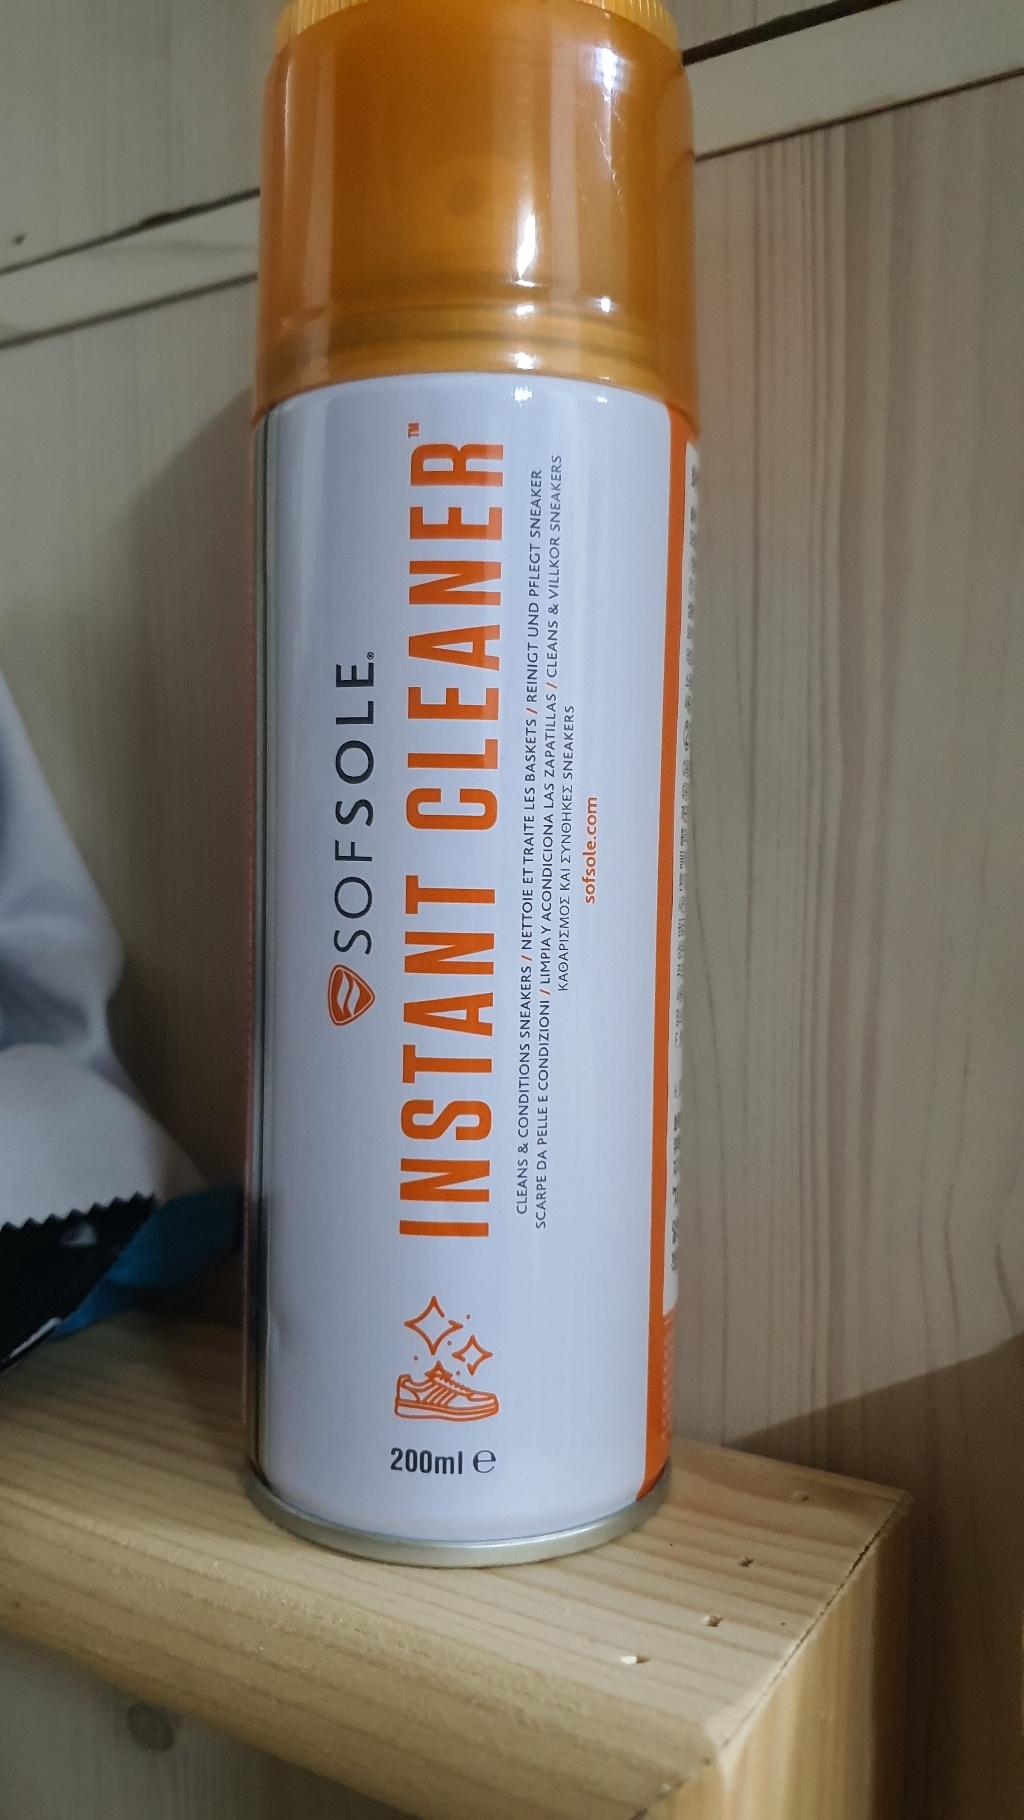 SOFSOLE®
INSTANT CLEANER™
CLEANS & CONDITIONS SNEAKERS / NETTOIE ET TRAITE LES BASKETS / REINIGT UND PFLEGT SNEAKER
SCARPE DA PELLE E CONDIZIONI / LIMPIA Y ACONDICIONA LAS ZAPATILLAS / CLEANS & VILLKOR SNEAKERS
ΚΑΘΑΡΙΣΜΟΣ ΚΑΙ ΣΥΝΘΗΚΕΣ SNEAKERS
sofsole.com
200ml ℮